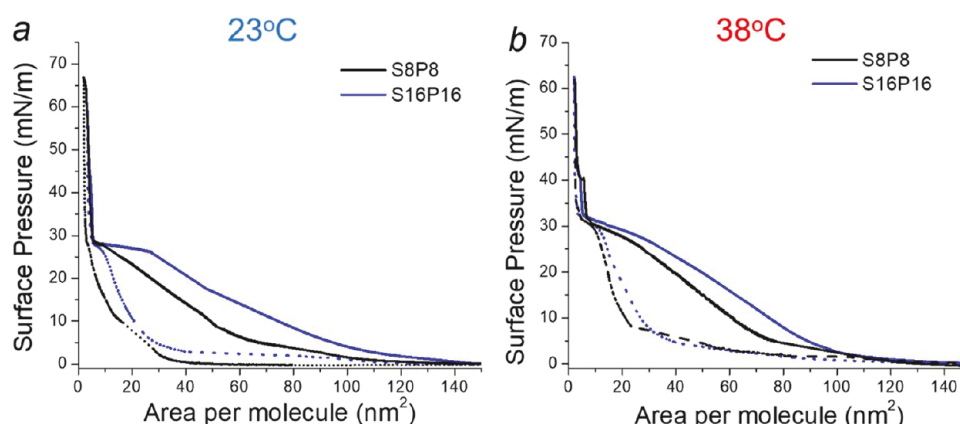 a
23°C
Surface Pressure (mN/m)
70
60
50
40
30
20
10
0
S8P8
S16P16
0 20 40 60 80 100 120 140
Area per molecule (nm²)
b
38°C
Surface Pressure (mN/m)
70
60
50
40
30
20
10
0
S8P8
S16P16
0 20 40 60 80 100 120 140
Area per molecule (nm²)